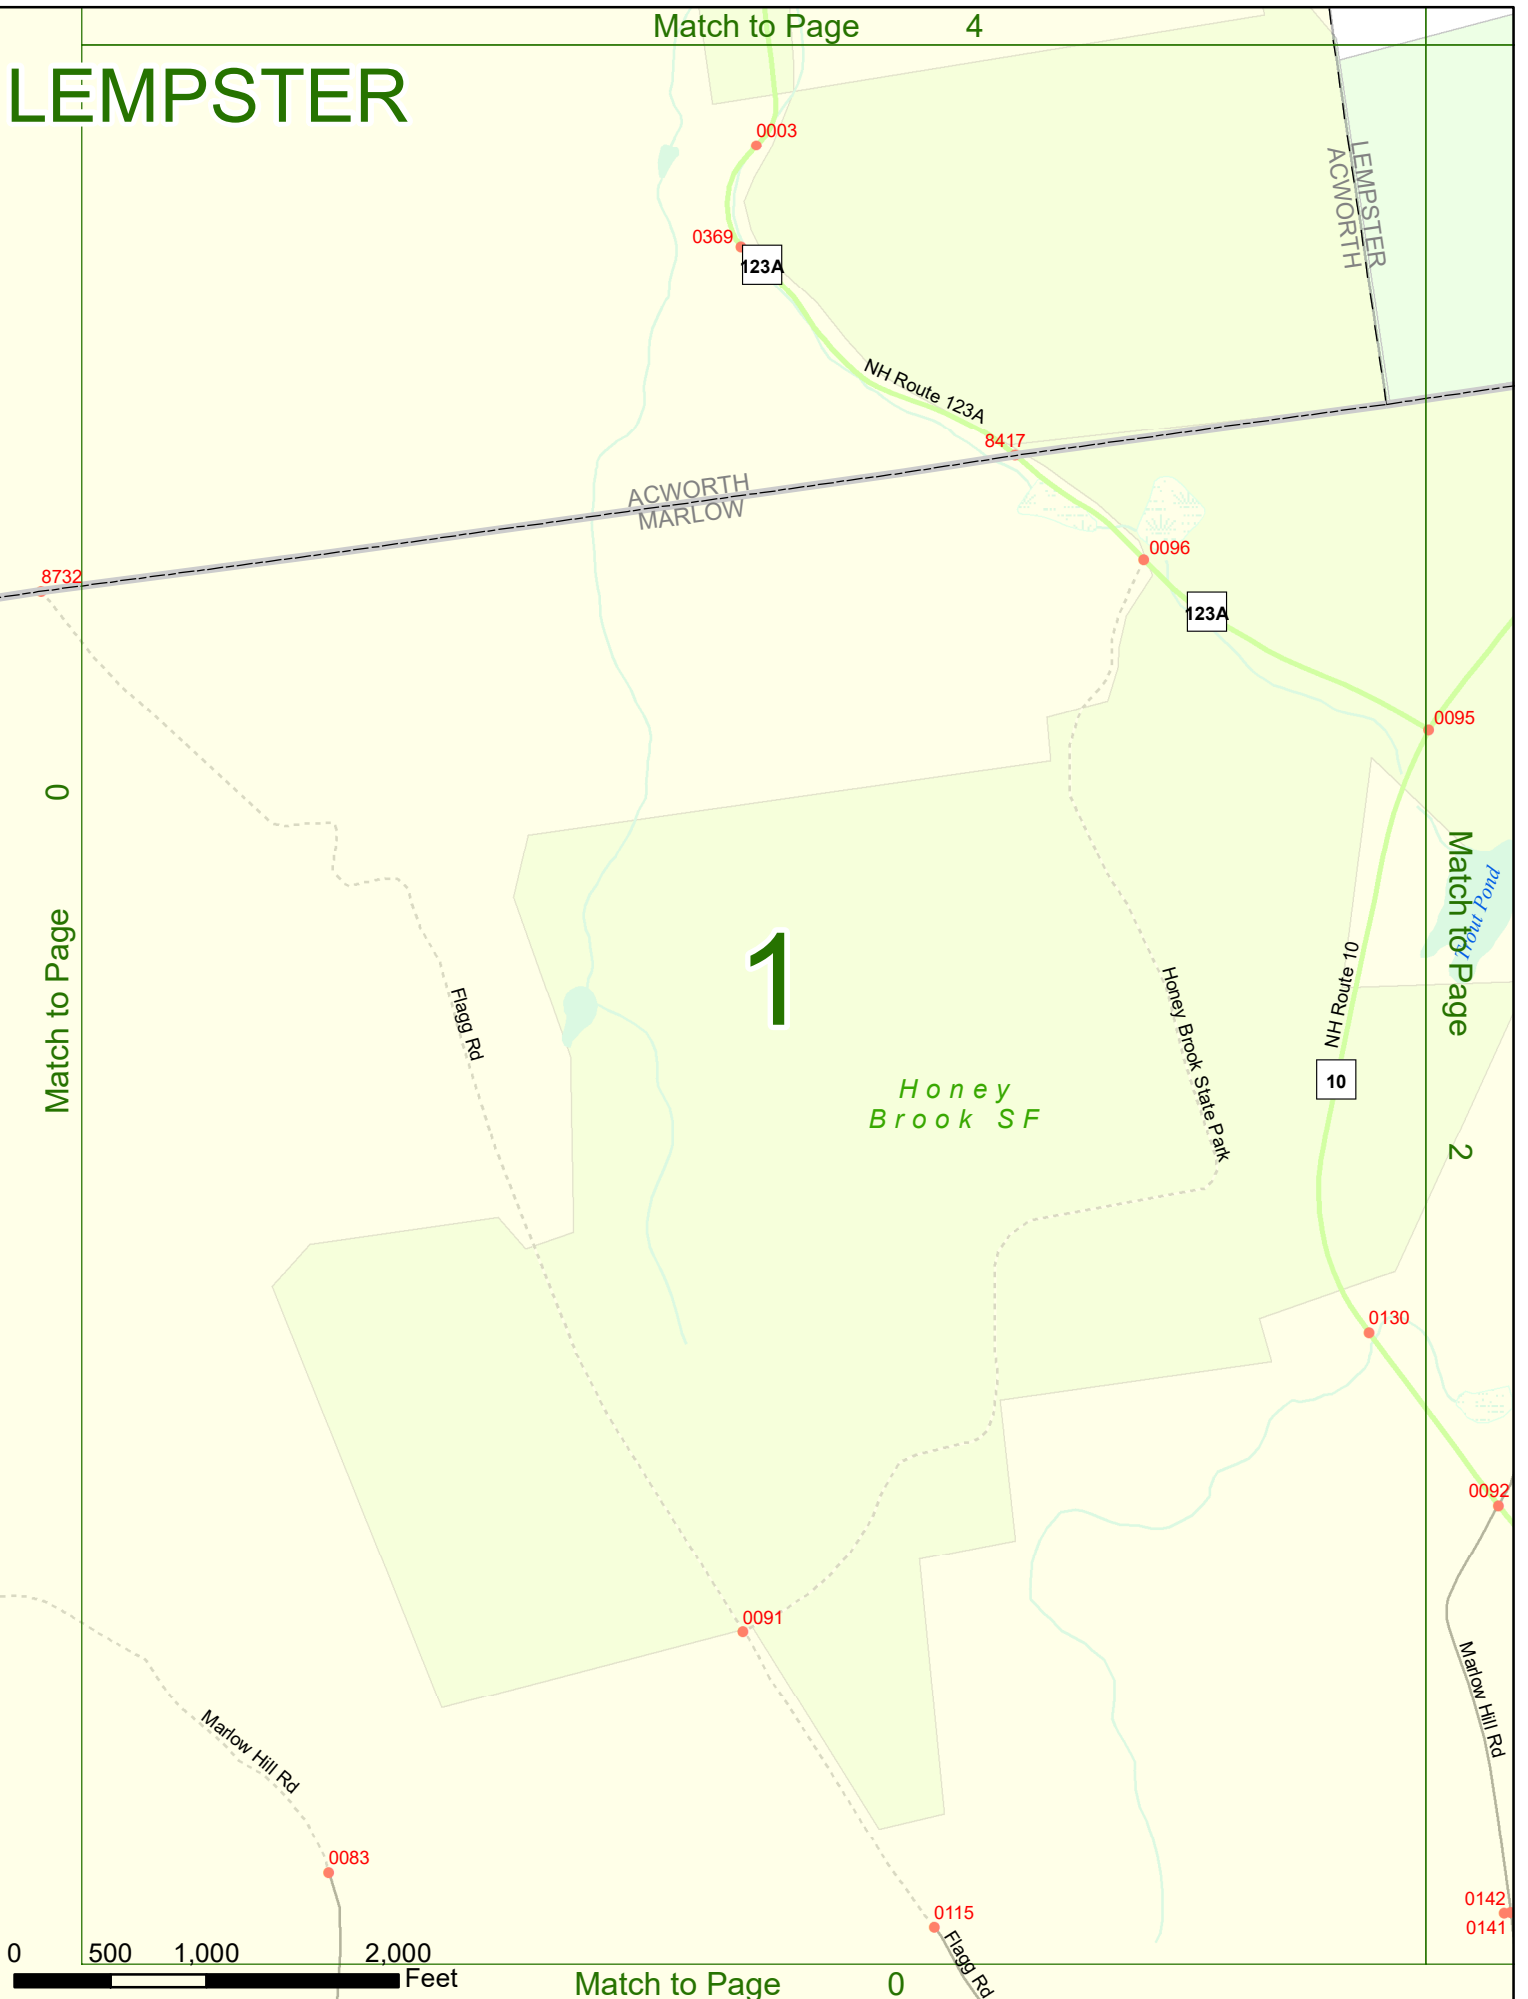 Match to Page 4
LEMPSTER
0003
LEMPSTER
ACWORTH
0369
123A
NH Route 123A
8417
ACWORTH
MARLOW
0096
8732
123A
0095
0
Match to Page
Match to Page
2
Trout Pond
1
NH Route 10
Flagg Rd
Honey Brook State Park
10
Honey
Brook SF
0130
0092
0091
Marlow Hill Rd
Marlow Hill Rd
0083
0142
0115
0141
Flagg Rd
0 500 1,000 2,000
Feet
Match to Page 0